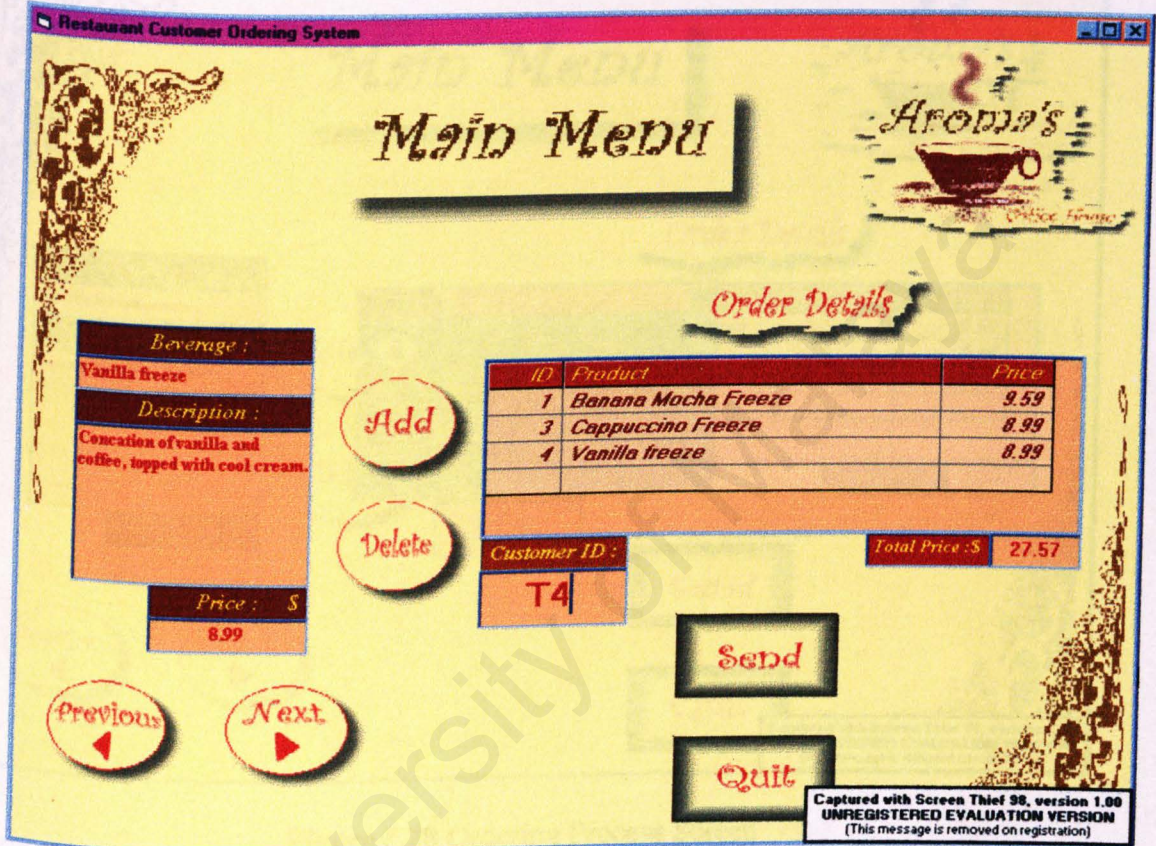 Restaurant Customer Ordering System
Main Menu
Aroma's
Coffee House
Order Details
Beverage :
Vanilla freeze
Description :
Concation of vanilla and
coffee, topped with cool cream.
Price : $
8.99
Add
Delete
ID Product Price
1 Banana Mocha Freeze 9.59
3 Cappuccino Freeze 8.99
4 Vanilla freeze 8.99
Customer ID :
T4
Total Price :$ 27.57
Previous
Next
Send
Quit
Captured with Screen Thief 98, version 1.00
UNREGISTERED EVALUATION VERSION
(This message is removed on registration)